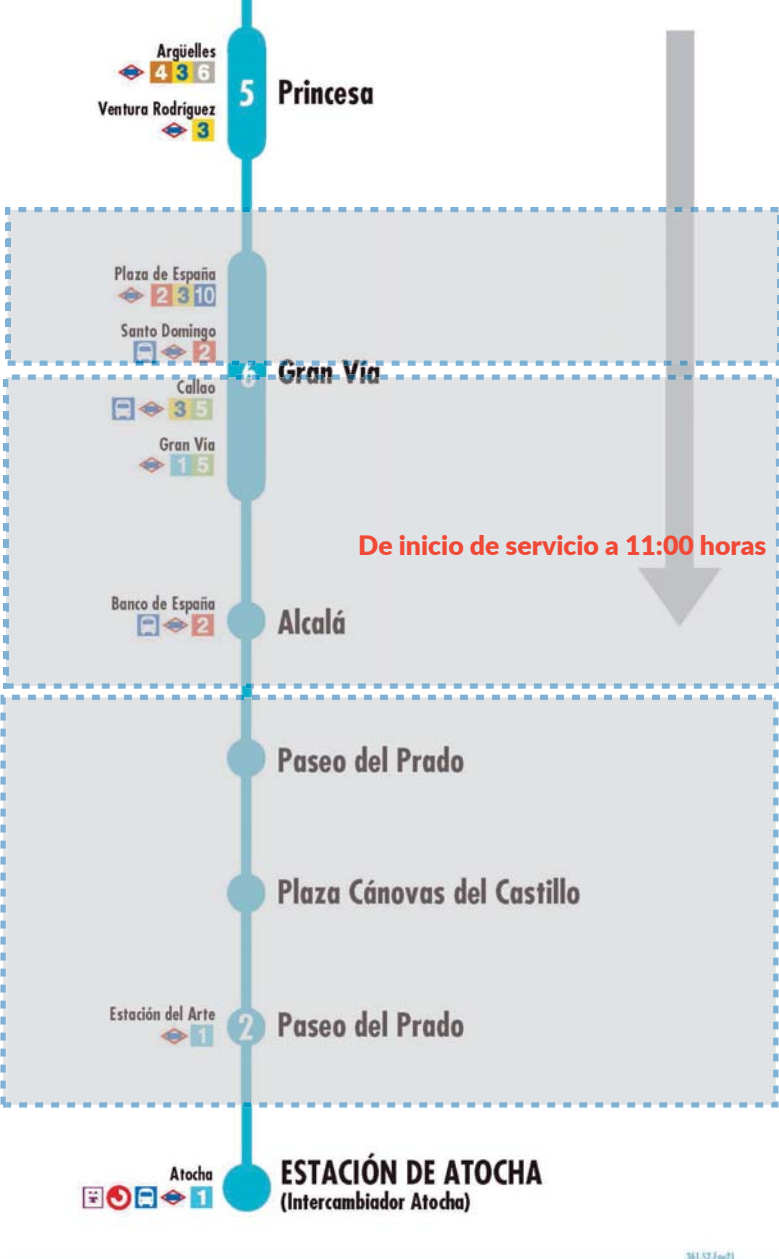 Argüelles
4 3 6
5 Princesa
Ventura Rodríguez
3
Plaza de España
2 3 10
Santo Domingo
2
6 Gran Vía
Callao
3 5
Gran Vía
1 5
De inicio de servicio a 11:00 horas
Banco de España
2
Alcalá
Paseo del Prado
Plaza Cánovas del Castillo
Estación del Arte
1
2 Paseo del Prado
Atocha
1
ESTACIÓN DE ATOCHA
(Intercambiador Atocha)